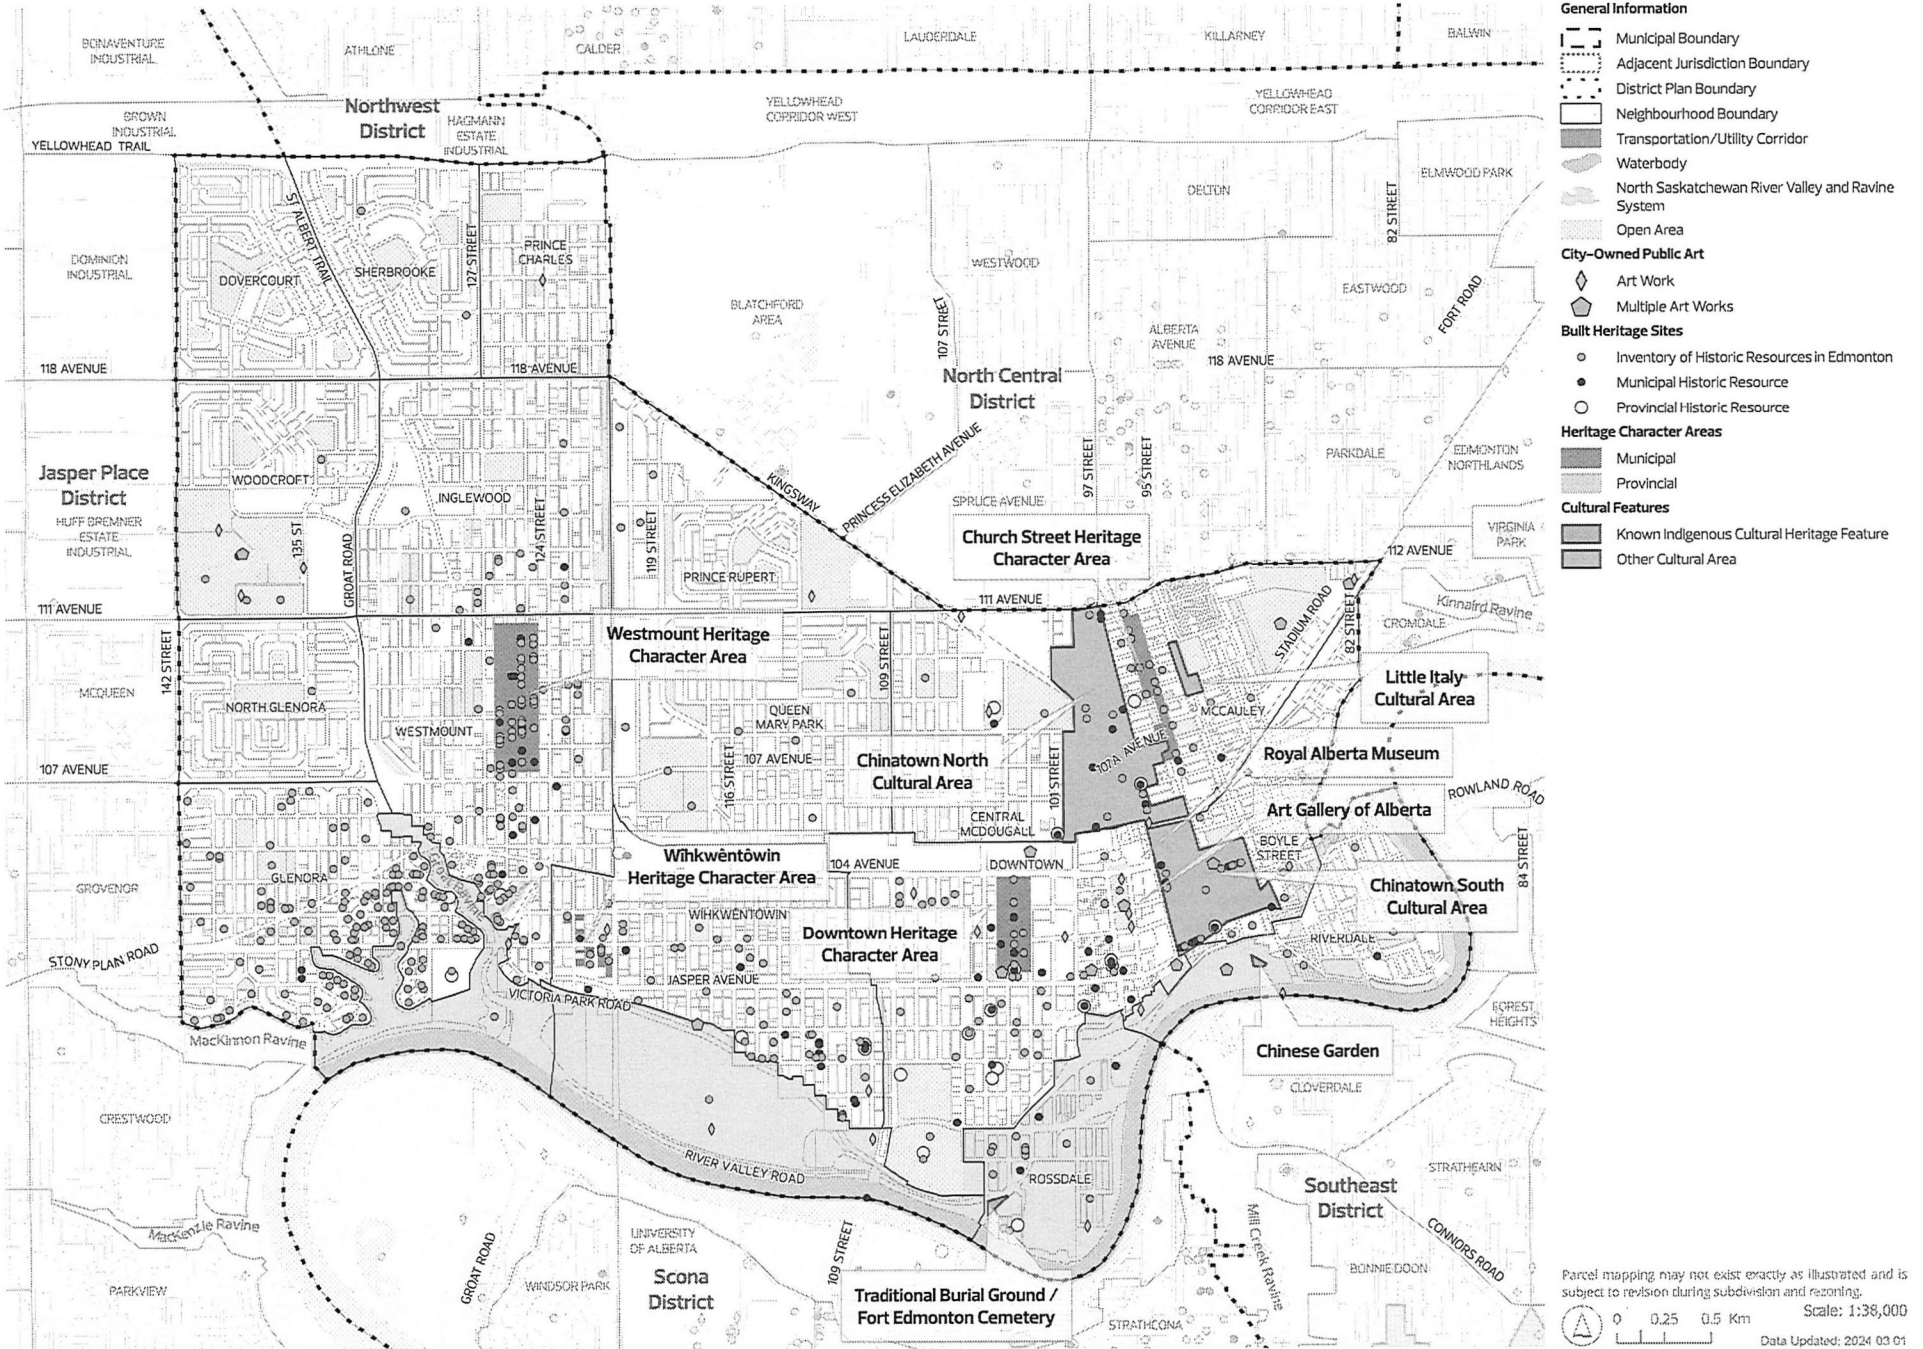 BONAVENTURE
INDUSTRIAL
ATHLONE
CALDER
LAUDERDALE
KILLARNEY
BALWIN
BROWN
INDUSTRIAL
Northwest
District
HAGMANN
ESTATE
INDUSTRIAL
YELLOWHEAD
CORRIDOR WEST
YELLOWHEAD
CORRIDOR EAST
YELLOWHEAD TRAIL
ELMWOOD PARK
DELTON
82 STREET
ST ALBERT TRAIL
127 STREET
PRINCE
CHARLES
DOMINION
INDUSTRIAL
DOVERCOURT
SHERBROOKE
WESTWOOD
EASTWOOD
FORT ROAD
BLATCHFORD
AREA
107 STREET
ALBERTA
AVENUE
118 AVENUE
118 AVENUE
118 AVENUE
North Central
District
PARKDALE
EDMONTON
NORTHLANDS
97 STREET
95 STREET
Jasper Place
District
WOODCROFT
INGLEWOOD
KINGSWAY
PRINCESS ELIZABETH AVENUE
SPRUCE AVENUE
HUFF BREMNER
ESTATE
INDUSTRIAL
135 ST
GROAT ROAD
124 STREET
119 STREET
VIRGINIA
PARK
Church Street Heritage
Character Area
112 AVENUE
PRINCE RUPERT
111 AVENUE
111 AVENUE
Kinnaird Ravine
CROMDALE
STADIUM ROAD
82 STREET
142 STREET
Westmount Heritage
Character Area
109 STREET
Little Italy
Cultural Area
MCQUEEN
NORTH GLENORA
WESTMOUNT
QUEEN
MARY PARK
MCCAULEY
107 AVENUE
107 AVENUE
116 STREET
Chinatown North
Cultural Area
101 STREET
107A AVENUE
Royal Alberta Museum
ROWLAND ROAD
Art Gallery of Alberta
CENTRAL
MCDOUGALL
BOYLE
STREET
84 STREET
Wîhkwêntôwin
Heritage Character Area
104 AVENUE
DOWNTOWN
GROVENOR
GLENORA
Groat Ravine
Chinatown South
Cultural Area
WIHKWENTOWIN
Downtown Heritage
Character Area
RIVERDALE
STONY PLAN ROAD
JASPER AVENUE
VICTORIA PARK ROAD
FOREST
HEIGHTS
MacKinnon Ravine
Chinese Garden
CLOVERDALE
CRESTWOOD
RIVER VALLEY ROAD
ROSSDALE
STRATHEARN
Southeast
District
MacKenzie Ravine
UNIVERSITY
OF ALBERTA
109 STREET
GROAT ROAD
Mill Creek Ravine
CONNORS ROAD
Scona
District
WINDSOR PARK
PARKVIEW
BONNIE DOON
Traditional Burial Ground /
Fort Edmonton Cemetery
STRATHCONA
General Information
Municipal Boundary
Adjacent Jurisdiction Boundary
District Plan Boundary
Neighbourhood Boundary
Transportation/Utility Corridor
Waterbody
North Saskatchewan River Valley and Ravine
System
Open Area
City-Owned Public Art
Art Work
Multiple Art Works
Built Heritage Sites
Inventory of Historic Resources in Edmonton
Municipal Historic Resource
Provincial Historic Resource
Heritage Character Areas
Municipal
Provincial
Cultural Features
Known Indigenous Cultural Heritage Feature
Other Cultural Area
Parcel mapping may not exist exactly as illustrated and is
subject to revision during subdivision and rezoning.
Scale: 1:38,000
0 0.25 0.5 Km
Data Updated: 2024 03 01